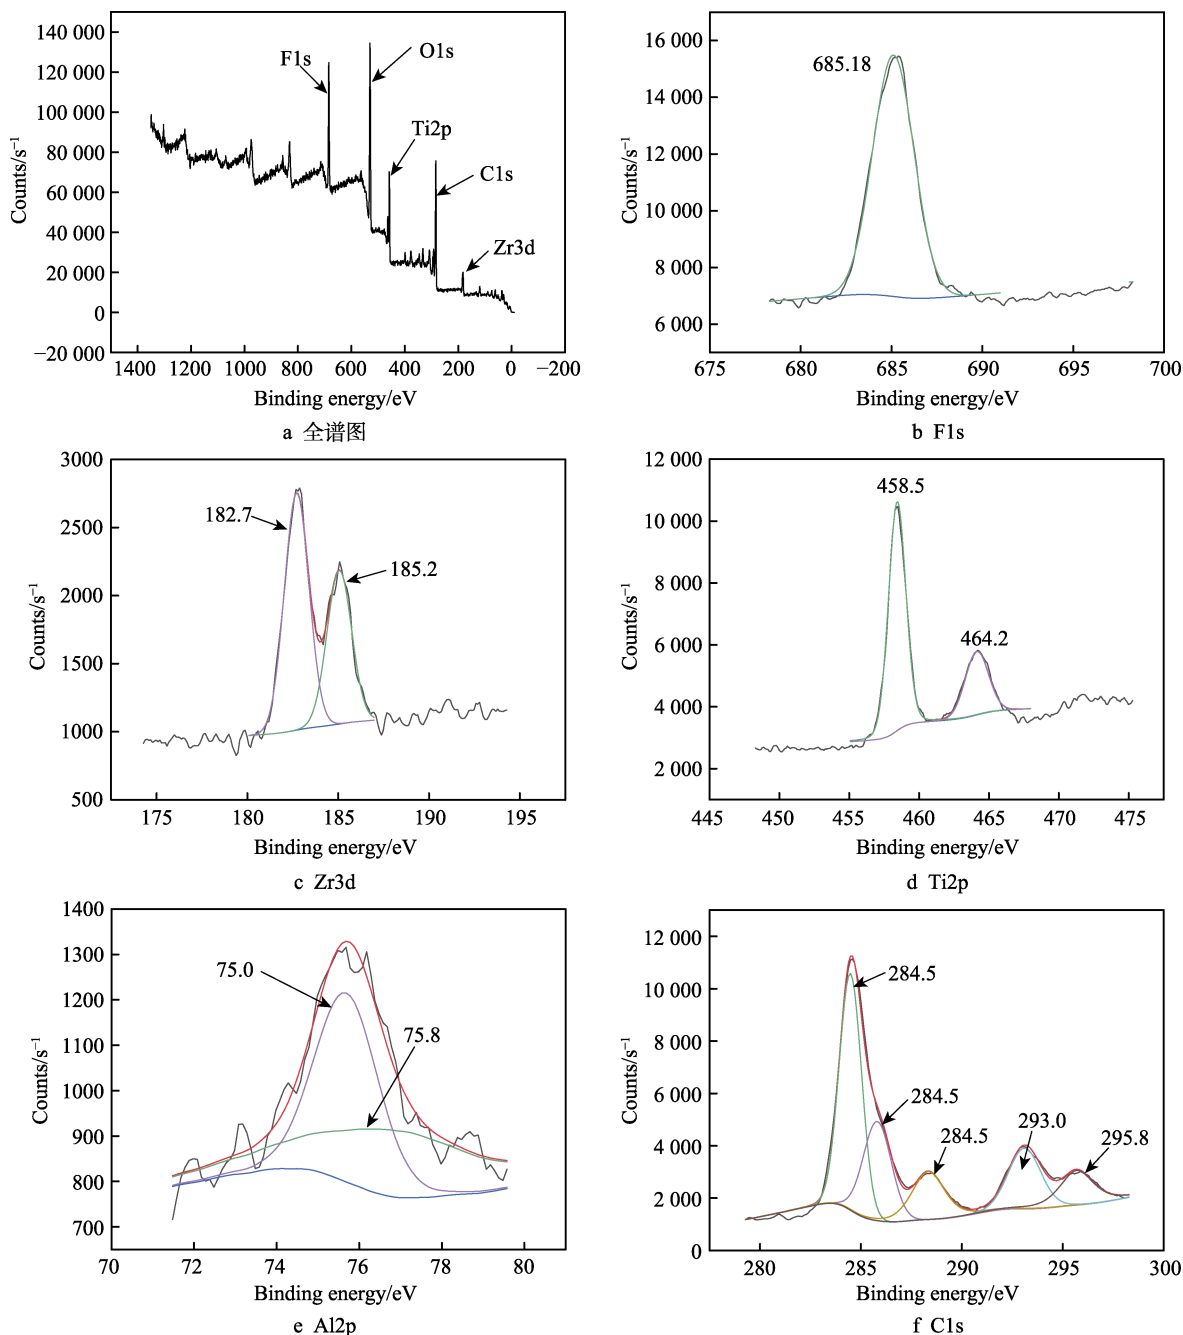 140 000
120 000
100 000
80 000
60 000
40 000
20 000
0
−20 000
Counts/s⁻¹
F1s
O1s
Ti2p
C1s
Zr3d
1400 1200 1000 800 600 400 200 0 −200
Binding energy/eV
a 全谱图
16 000
14 000
12 000
10 000
8 000
6 000
Counts/s⁻¹
685.18
675 680 685 690 695 700
Binding energy/eV
b F1s
3000
2500
2000
1500
1000
500
Counts/s⁻¹
182.7
185.2
175 180 185 190 195
Binding energy/eV
c Zr3d
12 000
10 000
8 000
6 000
4 000
2 000
Counts/s⁻¹
458.5
464.2
445 450 455 460 465 470 475
Binding energy/eV
d Ti2p
1400
1300
1200
1100
1000
900
800
700
Counts/s⁻¹
75.0
75.8
70 72 74 76 78 80
Binding energy/eV
e Al2p
12 000
10 000
8 000
6 000
4 000
2 000
0
Counts/s⁻¹
284.5
284.5
284.5
293.0
295.8
280 285 290 295 300
Binding energy/eV
f C1s